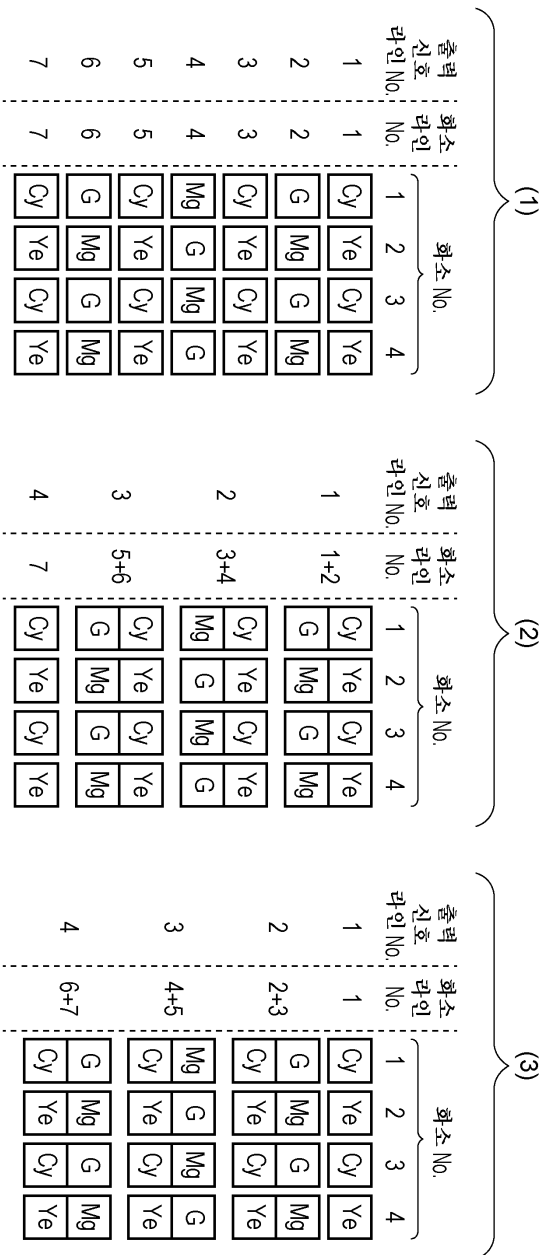 (1)
출력
신호
라인 No.
화소
라인
No.
화소 No.
1 2 3 4
1 1 Cy Ye Cy Ye
2 2 G Mg G Mg
3 3 Cy Ye Cy Ye
4 4 Mg G Mg G
5 5 Cy Ye Cy Ye
6 6 G Mg G Mg
7 7 Cy Ye Cy Ye
(2)
출력
신호
라인 No.
화소
라인
No.
화소 No.
1 2 3 4
Cy Ye Cy Ye
1 1+2
G Mg G Mg
Cy Ye Cy Ye
2 3+4
Mg G Mg G
Cy Ye Cy Ye
3 5+6
G Mg G Mg
4 7 Cy Ye Cy Ye
(3)
출력
신호
라인 No.
화소
라인
No.
화소 No.
1 2 3 4
1 1 Cy Ye Cy Ye
G Mg G Mg
2 2+3
Cy Ye Cy Ye
Mg G Mg G
3 4+5
Cy Ye Cy Ye
G Mg G Mg
4 6+7
Cy Ye Cy Ye